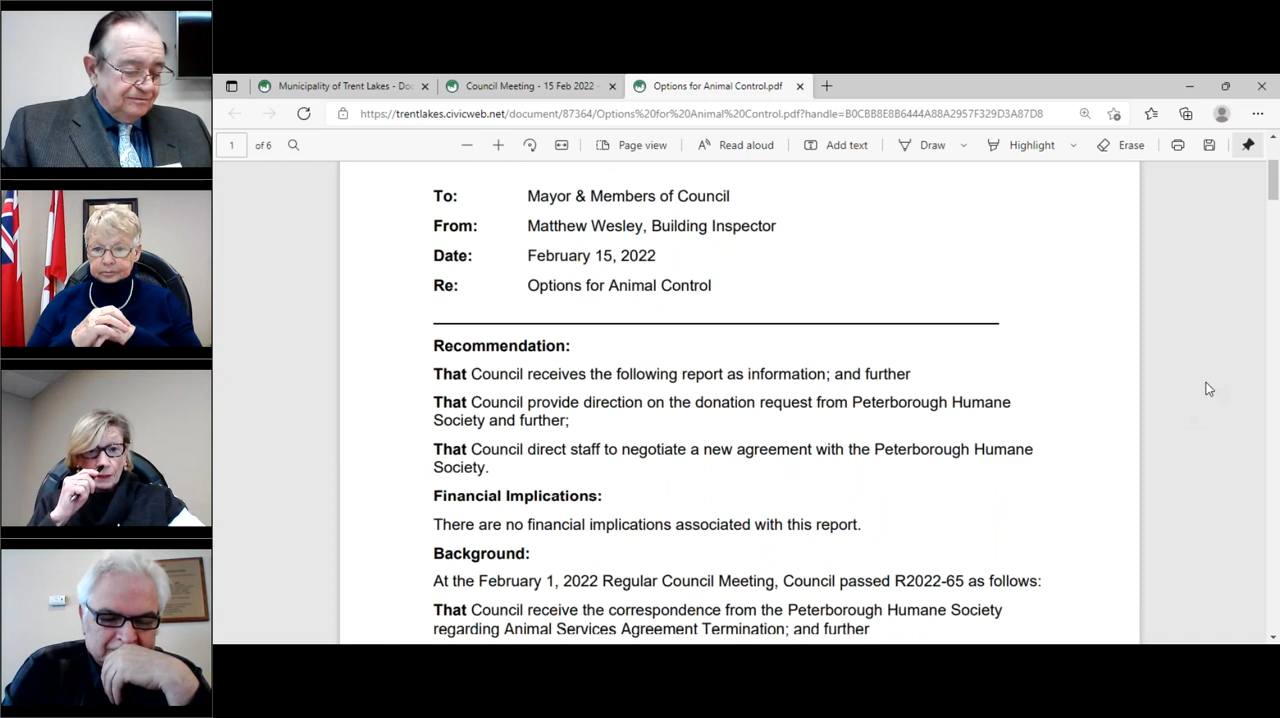 Municipality of Trent Lakes - Doc
Council Meeting - 15 Feb 2022 -
Options for Animal Control.pdf
https://trentlakes.civicweb.net/document/87364/Options%20for%20Animal%20Control.pdf?handle=B0CBB8E8B6444A88A2957F329D3A87D8
1 of 6
Page view
Read aloud
Add text
Draw
Highlight
Erase
To: Mayor & Members of Council
From: Matthew Wesley, Building Inspector
Date: February 15, 2022
Re: Options for Animal Control
Recommendation:
That Council receives the following report as information; and further
That Council provide direction on the donation request from Peterborough Humane
Society and further;
That Council direct staff to negotiate a new agreement with the Peterborough Humane
Society.
Financial Implications:
There are no financial implications associated with this report.
Background:
At the February 1, 2022 Regular Council Meeting, Council passed R2022-65 as follows:
That Council receive the correspondence from the Peterborough Humane Society
regarding Animal Services Agreement Termination; and further